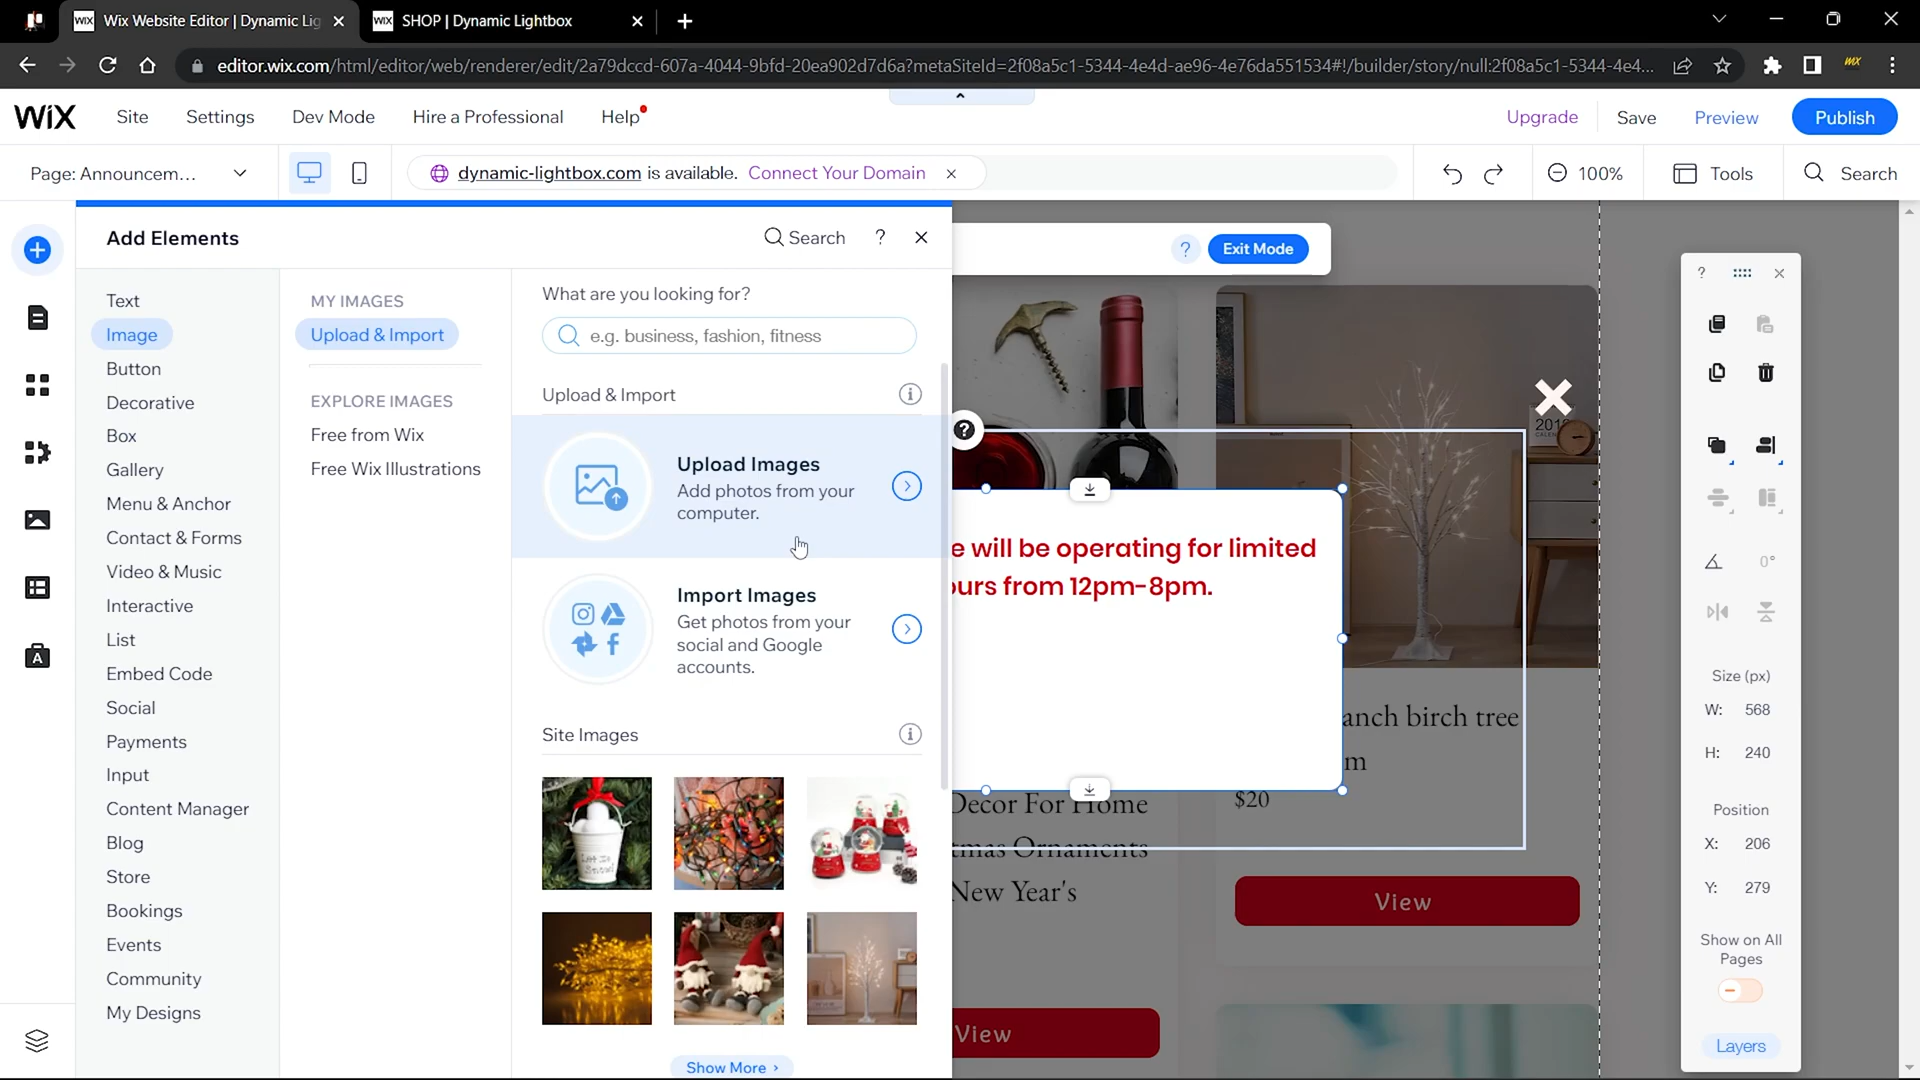 Wix Website Editor | Dynamic Lig
SHOP | Dynamic Lightbox
editor.wix.com/html/editor/web/renderer/edit/2a79dccd-607a-4044-9bfd-20ea902d7d6a?metaSiteId=2f08a5c1-5344-4e4d-ae96-4e76da551534#!/builder/story/null:2f08a5c1-5344-4e4...
WiX
Site
Settings
Dev Mode
Hire a Professional
Help
Upgrade
Save
Preview
Publish
Page: Announcem...
dynamic-lightbox.com is available. Connect Your Domain
100%
Tools
Search
Add Elements
Search
?
Text
Image
Button
Decorative
Box
Gallery
Menu & Anchor
Contact & Forms
Video & Music
Interactive
List
Embed Code
Social
Payments
Input
Content Manager
Blog
Store
Bookings
Events
Community
My Designs
MY IMAGES
Upload & Import
EXPLORE IMAGES
Free from Wix
Free Wix Illustrations
What are you looking for?
e.g. business, fashion, fitness
Upload & Import
Upload Images
Add photos from your
computer.
Import Images
Get photos from your
social and Google
accounts.
Site Images
Show More
?
Exit Mode
?
e will be operating for limited
ours from 12pm-8pm.
anch birch tree
m
$20
Decor For Home
tmas Ornaments
New Year's
View
View
?
0°
Size (px)
W: 568
H: 240
Position
X: 206
Y: 279
Show on All
Pages
Layers